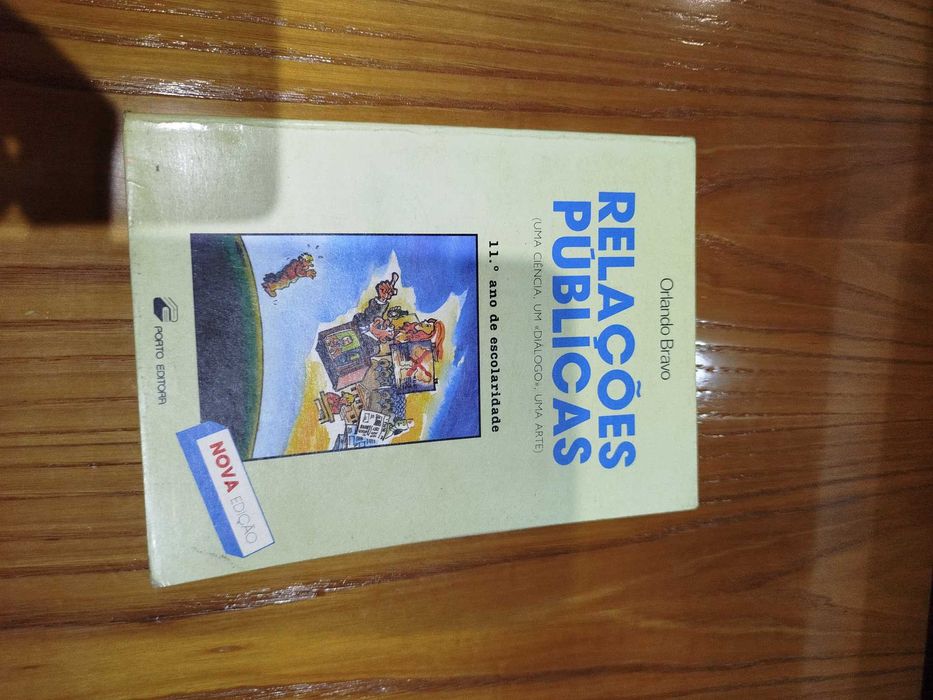 Orlando Bravo
RELAÇÕES
PÚBLICAS
(UMA CIÊNCIA, UM «DIÁLOGO», UMA ARTE)
11.º ano de escolaridade
PORTO EDITORA
NOVA EDIÇÃO